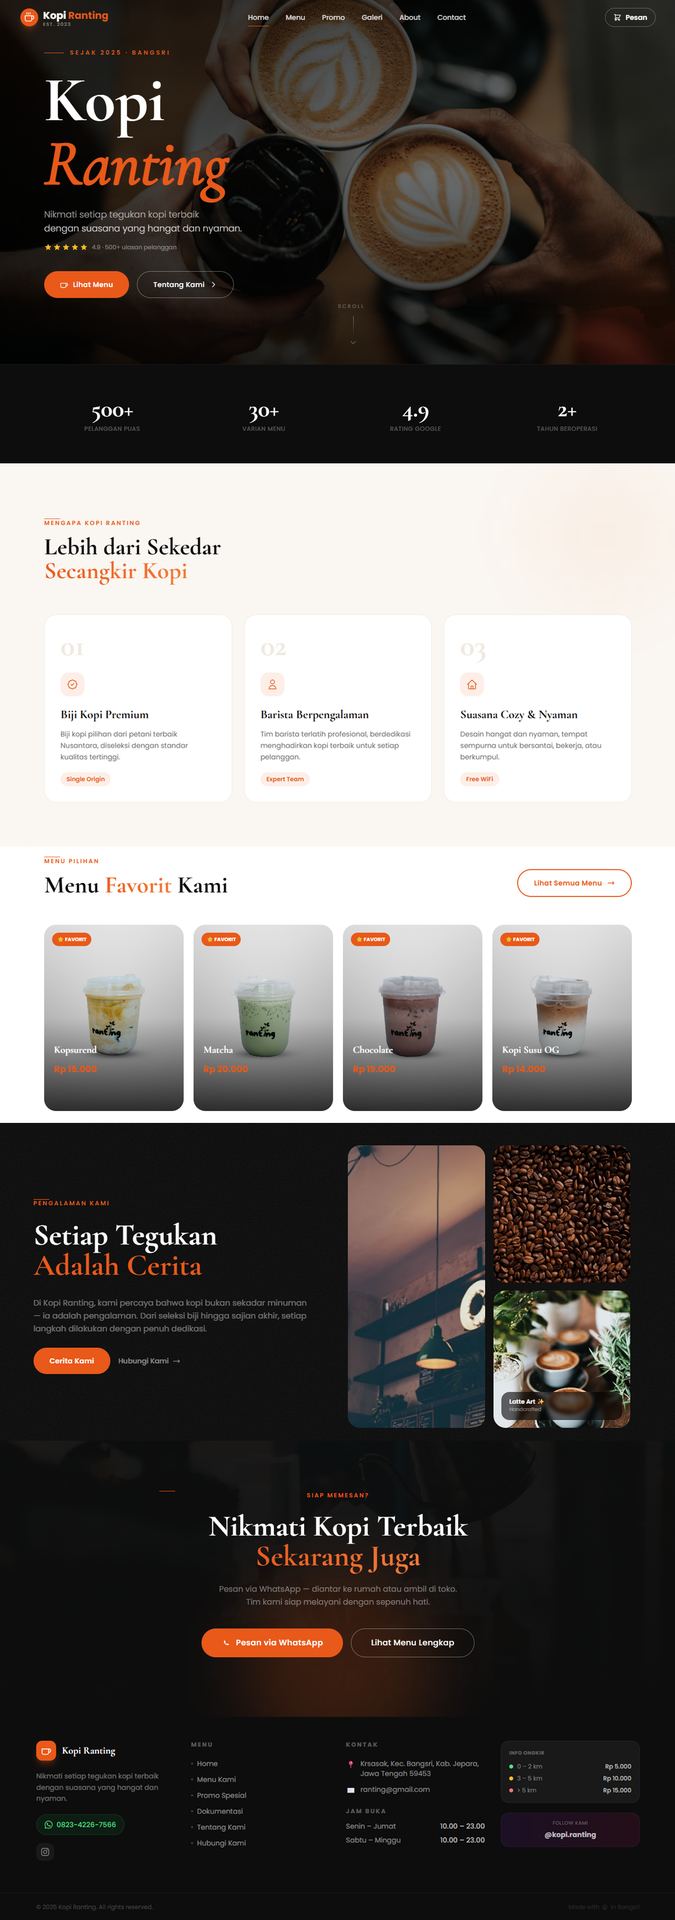 Kopi Ranting
EST. 2023
Home Menu Promo Galeri About Contact
Pesan
SEJAK 2025 · BANGSRI
Kopi
Ranting
Nikmati setiap tegukan kopi terbaik
dengan suasana yang hangat dan nyaman.
4.9 · 500+ ulasan pelanggan
Lihat Menu
Tentang Kami
SCROLL
500+
PELANGGAN PUAS
30+
VARIAN MENU
4.9
RATING GOOGLE
2+
TAHUN BEROPERASI
MENGAPA KOPI RANTING
Lebih dari Sekedar
Secangkir Kopi
01
Biji Kopi Premium
Biji kopi pilihan dari petani terbaik
Nusantara, diseleksi dengan standar
kualitas tertinggi.
Single Origin
02
Barista Berpengalaman
Tim barista terlatih profesional, berdedikasi
menghadirkan kopi terbaik untuk setiap
pelanggan.
Expert Team
03
Suasana Cozy & Nyaman
Desain hangat dan nyaman, tempat
sempurna untuk bersantai, bekerja, atau
berkumpul.
Free WiFi
MENU PILIHAN
Menu Favorit Kami
Lihat Semua Menu →
FAVORIT
ranting
Kopsurend
Rp 15.000
FAVORIT
ranting
Matcha
Rp 20.000
FAVORIT
ranting
Chocolate
Rp 19.000
FAVORIT
ranting
Kopi Susu OG
Rp 14.000
PENGALAMAN KAMI
Setiap Tegukan
Adalah Cerita
Di Kopi Ranting, kami percaya bahwa kopi bukan sekadar minuman
— ia adalah pengalaman. Dari seleksi biji hingga sajian akhir, setiap
langkah dilakukan dengan penuh dedikasi.
Cerita Kami
Hubungi Kami →
Latte Art ✨
Handcrafted
SIAP MEMESAN?
Nikmati Kopi Terbaik
Sekarang Juga
Pesan via WhatsApp — diantar ke rumah atau ambil di toko.
Tim kami siap melayani dengan sepenuh hati.
Pesan via WhatsApp
Lihat Menu Lengkap
Kopi Ranting
Nikmati setiap tegukan kopi terbaik
dengan suasana yang hangat dan
nyaman.
0823-4226-7566
MENU
Home
Menu Kami
Promo Spesial
Dokumentasi
Tentang Kami
Hubungi Kami
KONTAK
Krsasak, Kec. Bangsri, Kab. Jepara,
Jawa Tengah 59453
ranting@gmail.com
JAM BUKA
Senin – Jumat 10.00 – 23.00
Sabtu – Minggu 10.00 – 23.00
INFO ONGKIR
0 – 2 km Rp 5.000
3 – 5 km Rp 10.000
> 5 km Rp 15.000
FOLLOW KAMI
@kopi.ranting
© 2025 Kopi Ranting. All rights reserved.
Made with in Bangsri